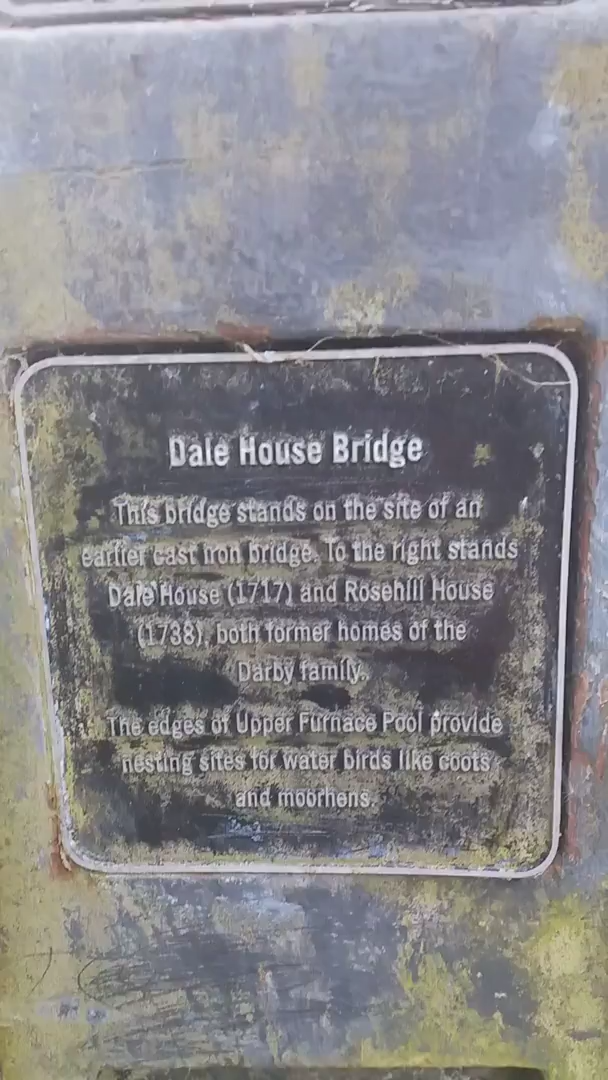 Dale House Bridge
This bridge stands on the site of an
earlier cast iron bridge. To the right stands
Dale House (1717) and Rosehill House
(1738), both former homes of the
Darby family.
The edges of Upper Furnace Pool provide
nesting sites for water birds like coots
and moorhens.